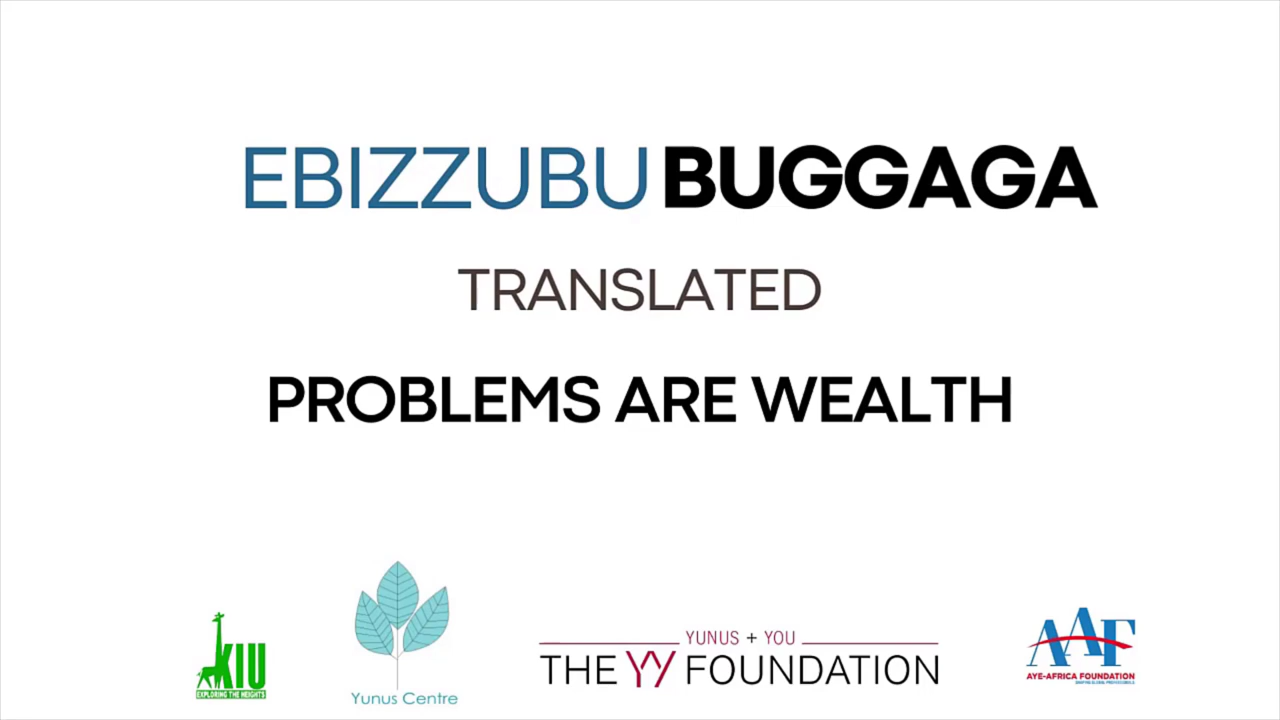 EBIZZUBU BUGGAGA
TRANSLATED
PROBLEMS ARE WEALTH
KIU
EXPLORING THE HEIGHTS
Yunus Centre
YUNUS + YOU
THE YY FOUNDATION
AAF
AYE-AFRICA FOUNDATION